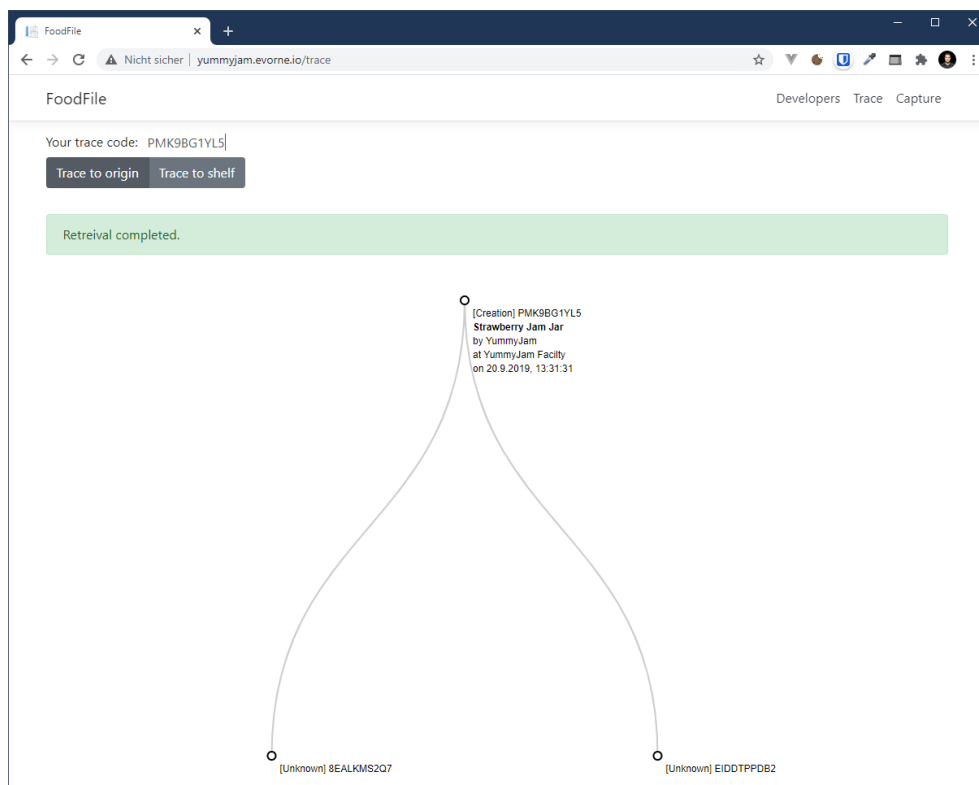 FoodFile
Nicht sicher yummyjam.evorne.io/trace
FoodFile Developers Trace Capture
Your trace code: PMK9BG1YL5
Trace to origin Trace to shelf
Retreival completed.
[Creation] PMK9BG1YL5
Strawberry Jam Jar
by YummyJam
at YummyJam Facilty
on 20.9.2019, 13:31:31
[Unknown] 8EALKMS2Q7 [Unknown] EIDDTPPDB2